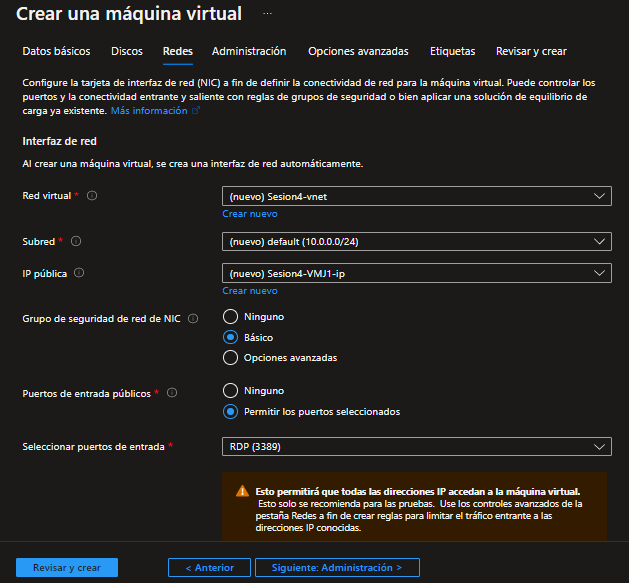 Crear una máquina virtual ...
Datos básicos Discos Redes Administración Opciones avanzadas Etiquetas Revisar y crear
Configure la tarjeta de interfaz de red (NIC) a fin de definir la conectividad de red para la máquina virtual. Puede controlar los
puertos y la conectividad entrante y saliente con reglas de grupos de seguridad o bien aplicar una solución de equilibrio de
carga ya existente. Más información
Interfaz de red
Al crear una máquina virtual, se crea una interfaz de red automáticamente.
Red virtual * (nuevo) Sesion4-vnet
Crear nuevo
Subred * (nuevo) default (10.0.0.0/24)
IP pública (nuevo) Sesion4-VMJ1-ip
Crear nuevo
Grupo de seguridad de red de NIC Ninguno
Básico
Opciones avanzadas
Puertos de entrada públicos * Ninguno
Permitir los puertos seleccionados
Seleccionar puertos de entrada * RDP (3389)
Esto permitirá que todas las direcciones IP accedan a la máquina virtual.
Esto solo se recomienda para las pruebas. Use los controles avanzados de la
pestaña Redes a fin de crear reglas para limitar el tráfico entrante a las
direcciones IP conocidas.
Revisar y crear < Anterior Siguiente: Administración >